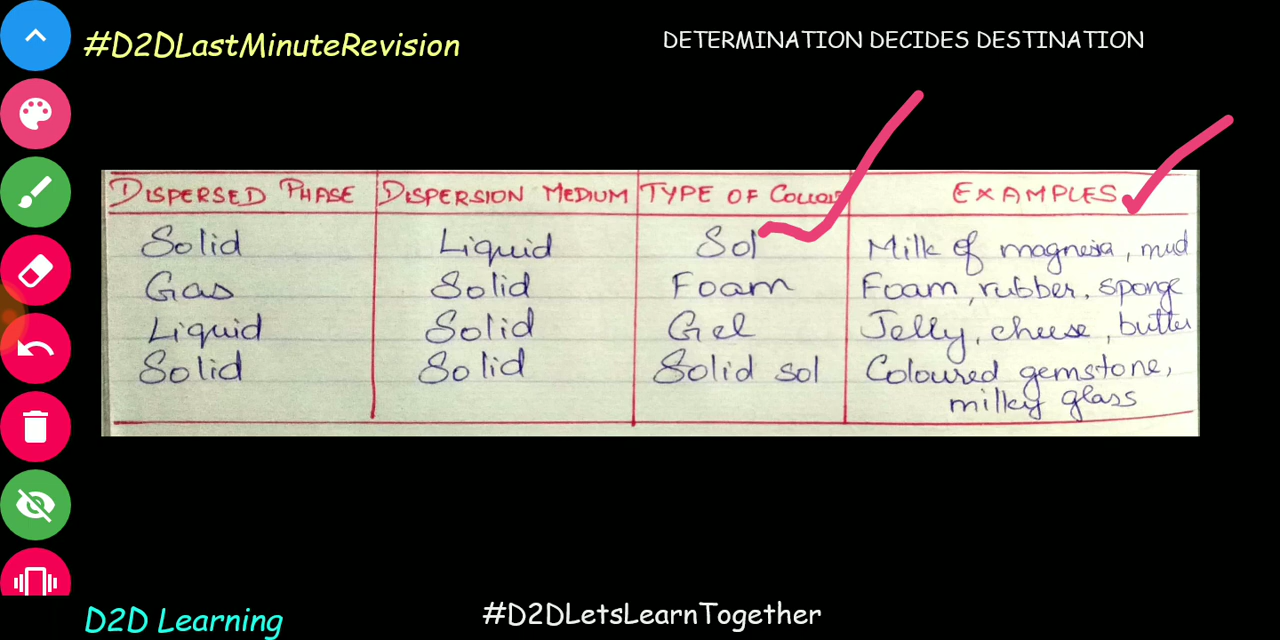 #D2DLastMinuteRevision
DETERMINATION DECIDES DESTINATION
DISPERSED PHASE DISPERSION MEDIUM TYPE OF COLLOID EXAMPLES
Solid Liquid Sol Milk of magnesia, mud
Gas Solid Foam Foam, rubber, sponge
Liquid Solid Gel Jelly, cheese, butter
Solid Solid Solid sol Coloured gemstone,
milky glass
D2D Learning
#D2DLetsLearnTogether